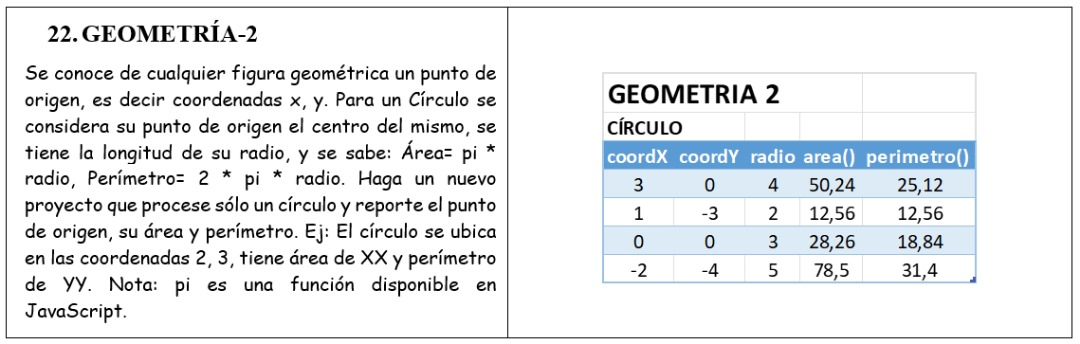 22. GEOMETRÍA-2
Se conoce de cualquier figura geométrica un punto de
origen, es decir coordenadas x, y. Para un Círculo se
considera su punto de origen el centro del mismo, se
tiene la longitud de su radio, y se sabe: Área= pi *
radio, Perímetro= 2 * pi * radio. Haga un nuevo
proyecto que procese sólo un círculo y reporte el punto
de origen, su área y perímetro. Ej: El círculo se ubica
en las coordenadas 2, 3, tiene área de XX y perímetro
de YY. Nota: pi es una función disponible en
JavaScript.
GEOMETRIA 2
CÍRCULO
coordX coordY radio area() perimetro()
3 0 4 50,24 25,12
1 -3 2 12,56 12,56
0 0 3 28,26 18,84
-2 -4 5 78,5 31,4